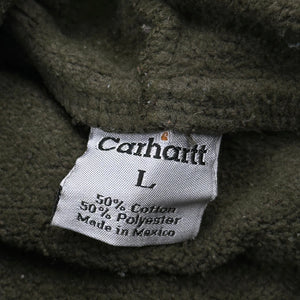 Carhartt
L
50% Cotton
50% Polyester
Made in Mexico